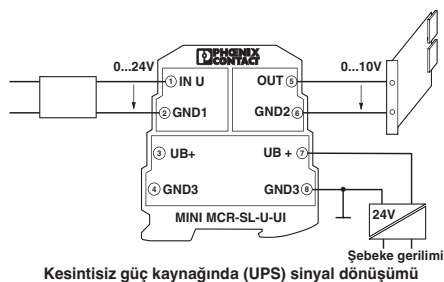 PHŒNIX
CONTACT
0...24V
① IN U
OUT ⑤
0...10V
② GND1
GND2 ⑥
③ UB+
UB + ⑦
④ GND3
GND3 ⑧
24V
MINI MCR-SL-U-UI
Şebeke gerilimi
Kesintisiz güç kaynağında (UPS) sinyal dönüşümü